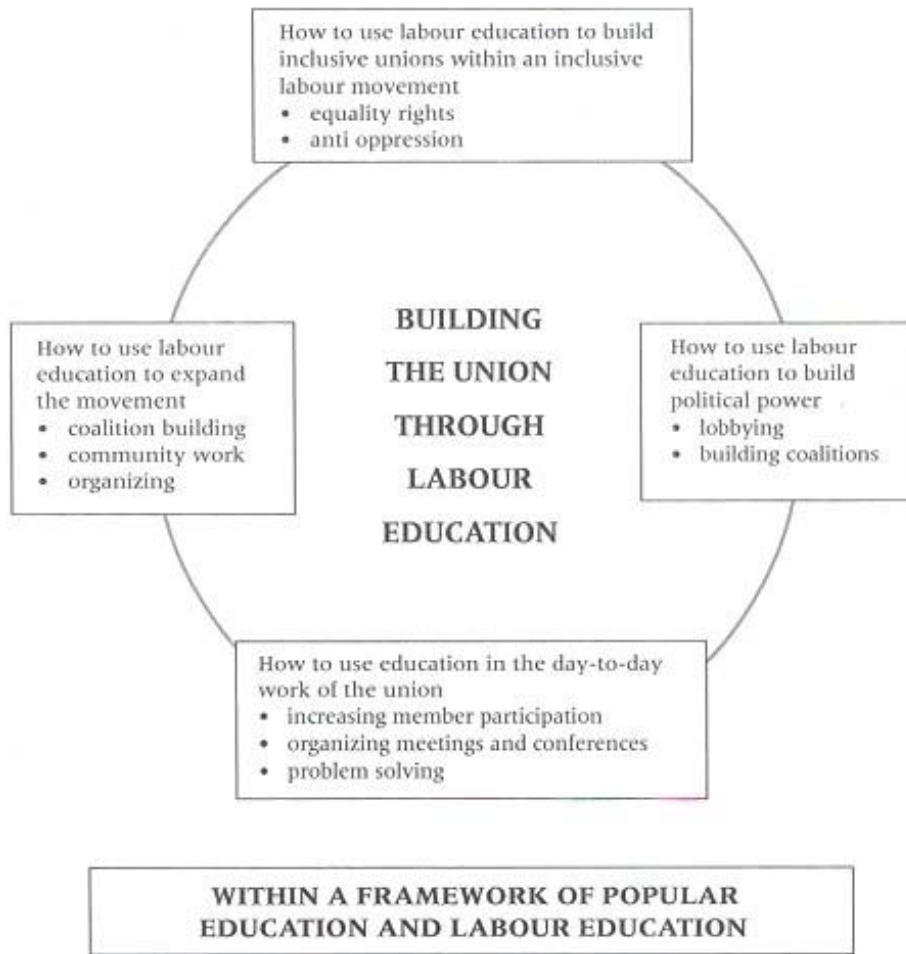 How to use labour education to build
inclusive unions within an inclusive
labour movement
• equality rights
• anti oppression
BUILDING
THE UNION
THROUGH
LABOUR
EDUCATION
How to use labour
education to expand
the movement
• coalition building
• community work
• organizing
How to use labour
education to build
political power
• lobbying
• building coalitions
How to use education in the day-to-day
work of the union
• increasing member participation
• organizing meetings and conferences
• problem solving
WITHIN A FRAMEWORK OF POPULAR
EDUCATION AND LABOUR EDUCATION